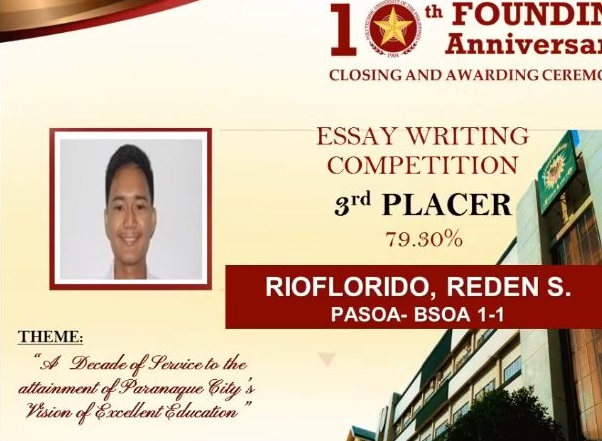 10th FOUNDIN
Anniversar
CLOSING AND AWARDING CEREMO
ESSAY WRITING
COMPETITION
3rd PLACER
79.30%
RIOFLORIDO, REDEN S.
PASOA- BSOA 1-1
THEME:
“A Decade of Service to the
attainment of Paranaque City's
Vision of Excellent Education”